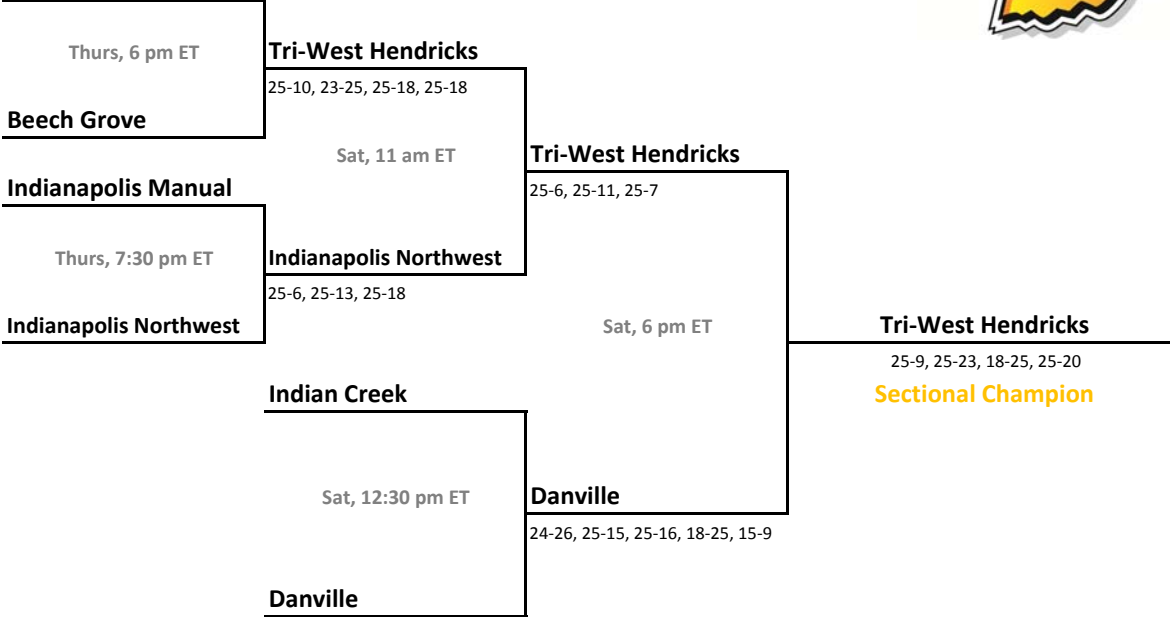 Thurs, 6 pm ET
Tri-West Hendricks
25-10, 23-25, 25-18, 25-18
Beech Grove
Sat, 11 am ET
Tri-West Hendricks
Indianapolis Manual
25-6, 25-11, 25-7
Thurs, 7:30 pm ET
Indianapolis Northwest
25-6, 25-13, 25-18
Indianapolis Northwest
Sat, 6 pm ET
Tri-West Hendricks
25-9, 25-23, 18-25, 25-20
Indian Creek
Sectional Champion
Sat, 12:30 pm ET
Danville
24-26, 25-15, 25-16, 18-25, 15-9
Danville